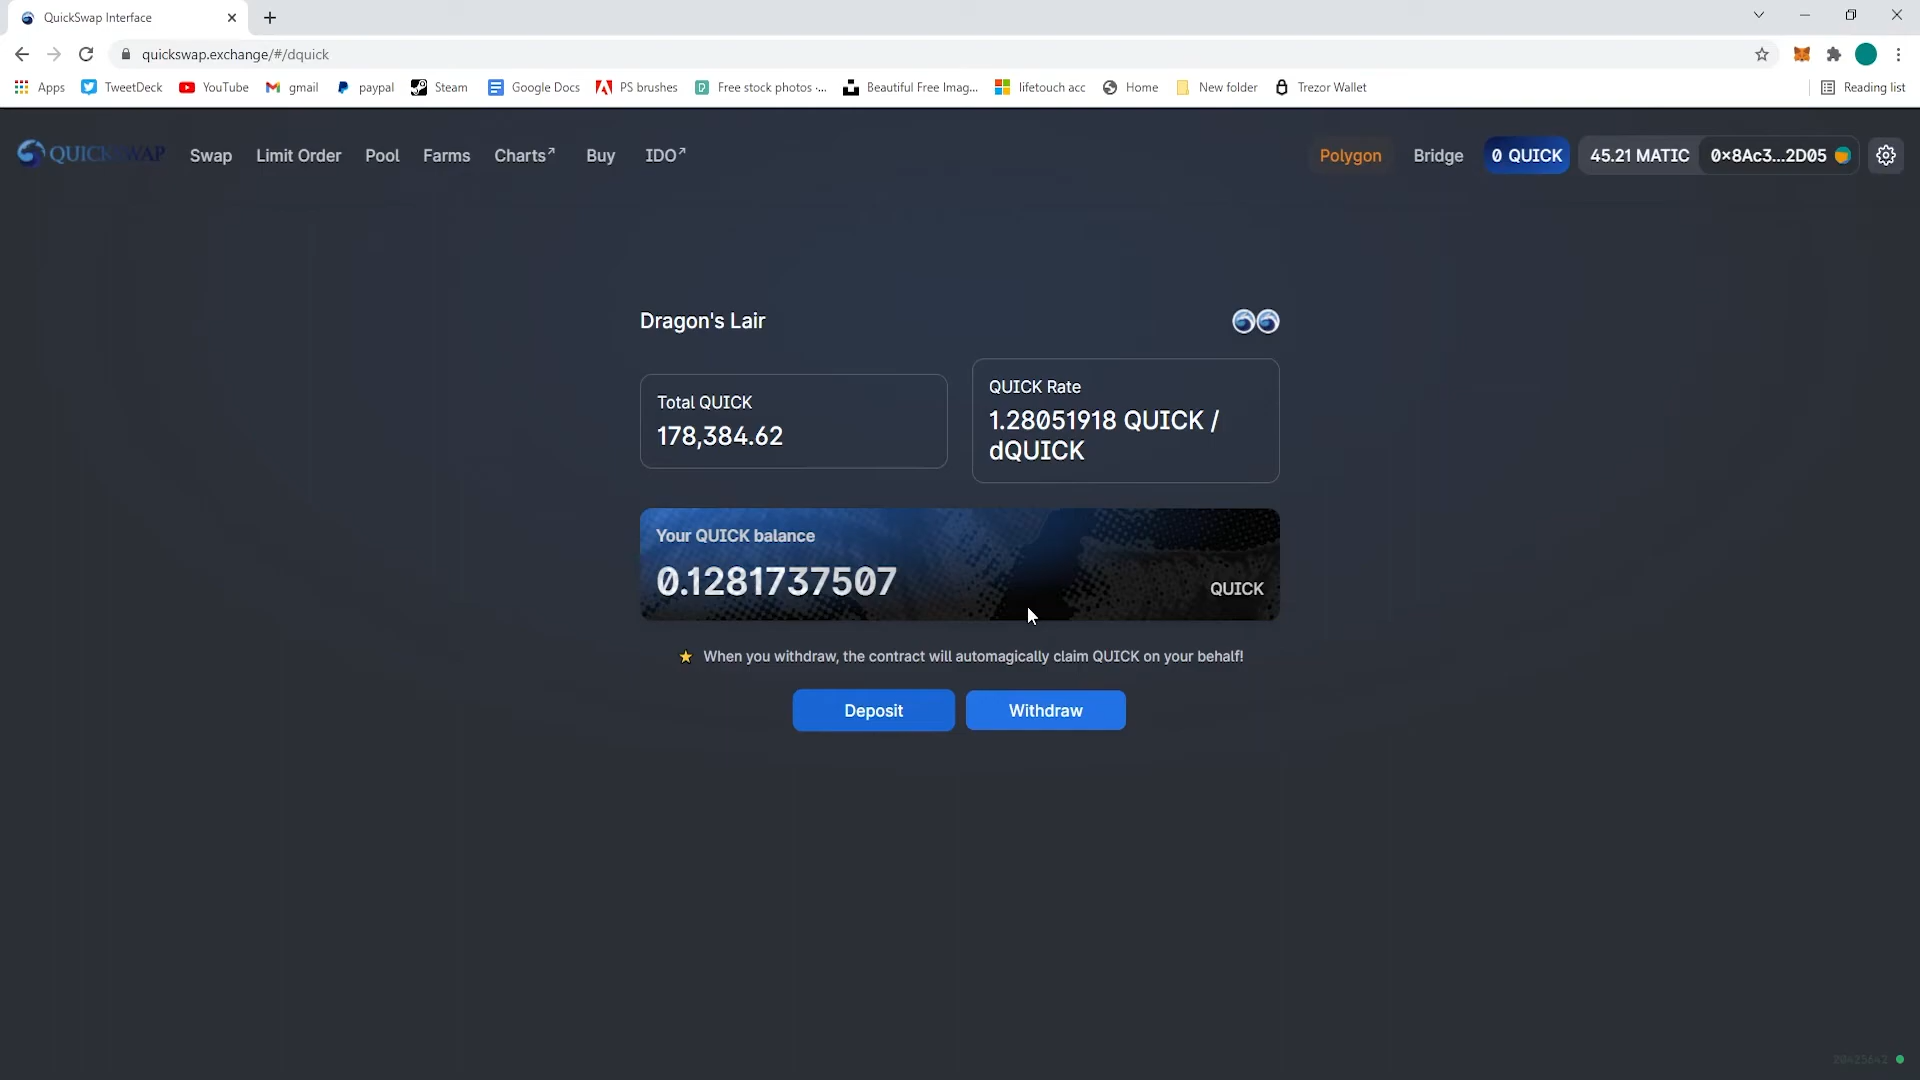 QuickSwap Interface
quickswap.exchange/#/dquick
Apps TweetDeck YouTube gmail paypal Steam Google Docs PS brushes Free stock photos ·... Beautiful Free Imag... lifetouch acc Home New folder Trezor Wallet Reading list
QUICKSWAP Swap Limit Order Pool Farms Charts↗ Buy IDO↗ Polygon Bridge 0 QUICK 45.21 MATIC 0×8Ac3...2D05
Dragon's Lair
Total QUICK
178,384.62
QUICK Rate
1.28051918 QUICK /
dQUICK
Your QUICK balance
0.1281737507
QUICK
When you withdraw, the contract will automagically claim QUICK on your behalf!
Deposit Withdraw